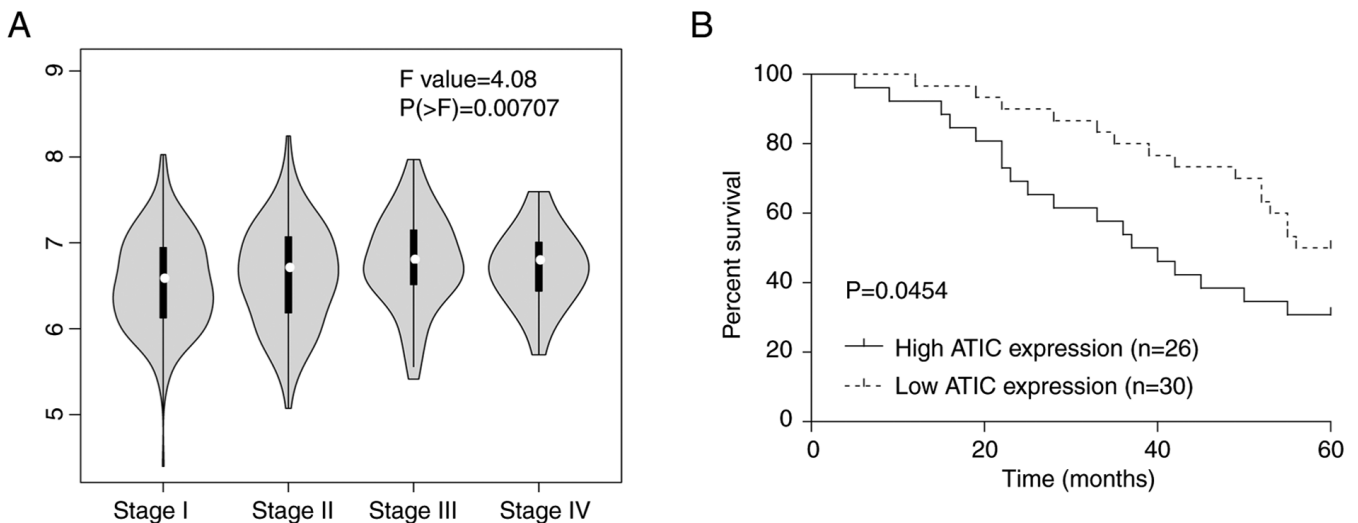 A
9
8
7
6
5
F value=4.08
P(>F)=0.00707
Stage I
Stage II
Stage III
Stage IV
B
Percent survival
100
80
60
40
20
0
P=0.0454
High ATIC expression (n=26)
Low ATIC expression (n=30)
0
20
40
60
Time (months)